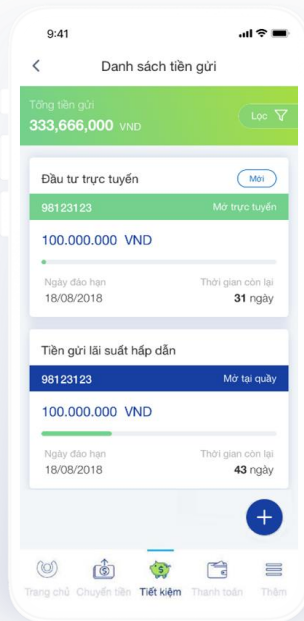 9:41
Danh sách tiền gửi
Tổng tiền gửi
333,666,000 VND
Lọc
Đầu tư trực tuyến
Mới
98123123
Mở trực tuyến
100.000.000 VND
Ngày đáo hạn
Thời gian còn lại
18/08/2018
31 ngày
Tiền gửi lãi suất hấp dẫn
98123123
Mở tại quầy
100.000.000 VND
Ngày đáo hạn
Thời gian còn lại
18/08/2018
43 ngày
Trang chủ
Chuyển tiền
Tiết kiệm
Thanh toán
Thêm